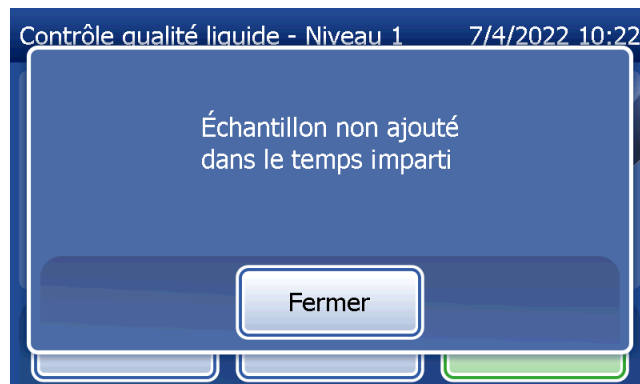 Contrôle qualité liquide - Niveau 1 7/4/2022 10:22
Échantillon non ajouté
dans le temps imparti
Fermer